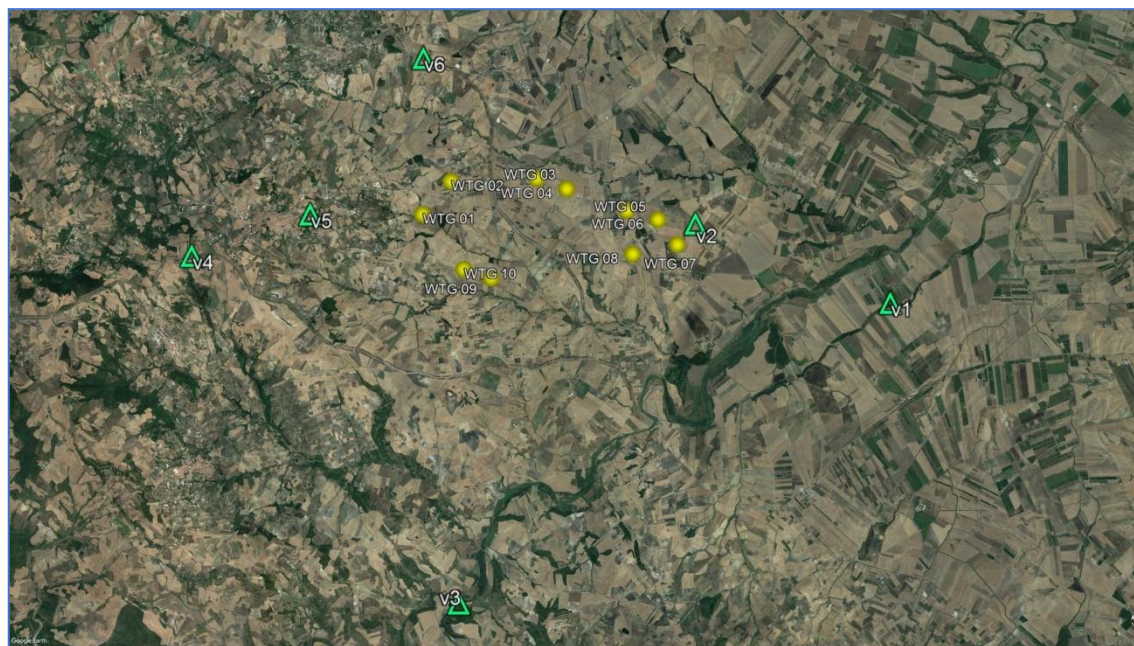 v6
WTG 03
WTG 02
WTG 04
WTG 05
WTG 01
v5
WTG 06
v2
v4
WTG 08
WTG 07
WTG 10
WTG 09
v1
v3
Google Earth